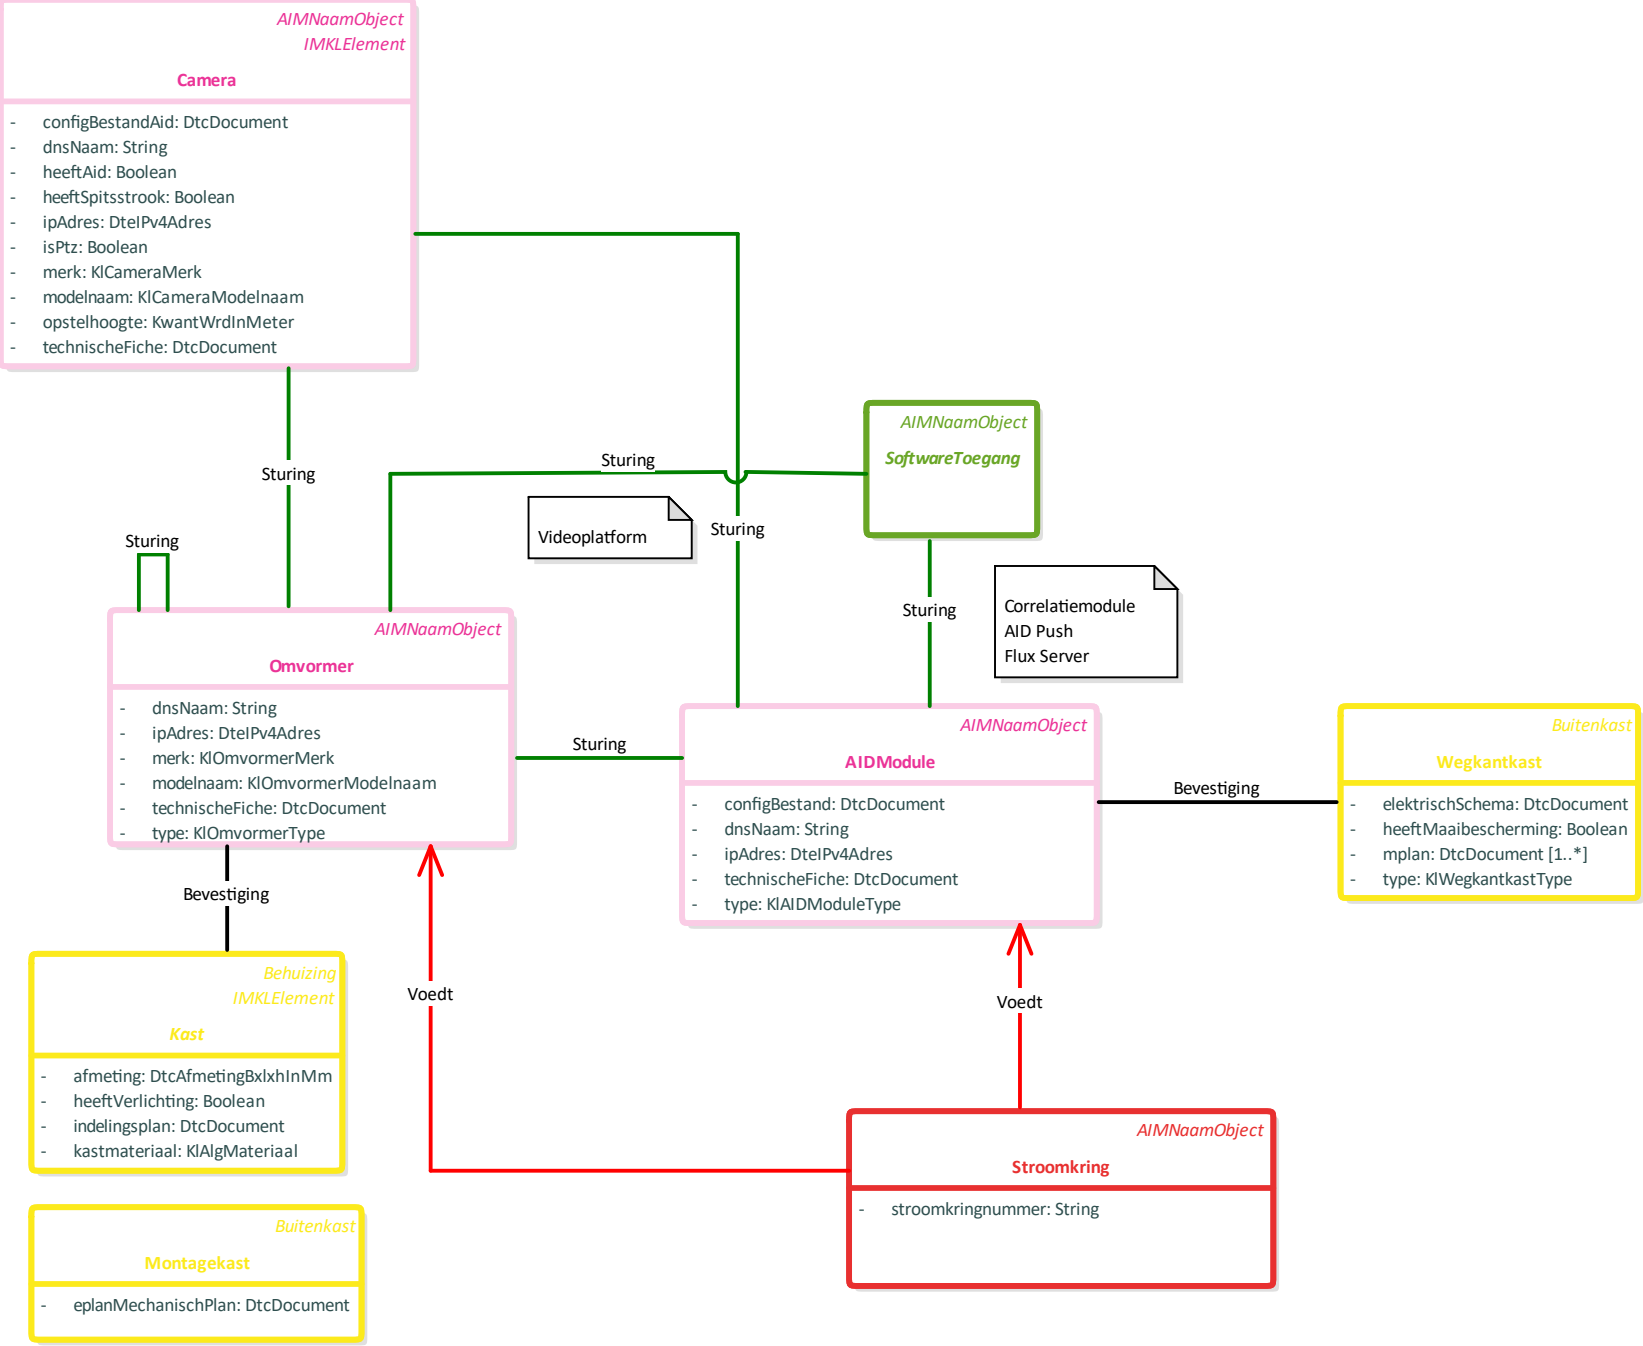 AIMNaamObject
IMKLElement
Camera
- configBestandAid: DtcDocument
- dnsNaam: String
- heeftAid: Boolean
- heeftSpitsstrook: Boolean
- ipAdres: DteIPv4Adres
- isPtz: Boolean
- merk: KlCameraMerk
- modelnaam: KlCameraModelnaam
- opstelhoogte: KwantWrdInMeter
- technischeFiche: DtcDocument
AIMNaamObject
SoftwareToegang
Sturing
Sturing
Sturing
Videoplatform
Sturing
Sturing
Correlatiemodule
AID Push
Flux Server
AIMNaamObject
Omvormer
- dnsNaam: String
- ipAdres: DteIPv4Adres
- merk: KlOmvormerMerk
- modelnaam: KlOmvormerModelnaam
- technischeFiche: DtcDocument
- type: KlOmvormerType
Sturing
AIMNaamObject
AIDModule
- configBestand: DtcDocument
- dnsNaam: String
- ipAdres: DteIPv4Adres
- technischeFiche: DtcDocument
- type: KlAIDModuleType
Bevestiging
Buitenkast
Wegkantkast
- elektrischSchema: DtcDocument
- heeftMaaibescherming: Boolean
- mplan: DtcDocument [1..*]
- type: KlWegkantkastType
Bevestiging
Voedt
Voedt
Behuizing
IMKLElement
Kast
- afmeting: DtcAfmetingBxlxhInMm
- heeftVerlichting: Boolean
- indelingsplan: DtcDocument
- kastmateriaal: KlAlgMateriaal
AIMNaamObject
Stroomkring
- stroomkringnummer: String
Buitenkast
Montagekast
- eplanMechanischPlan: DtcDocument